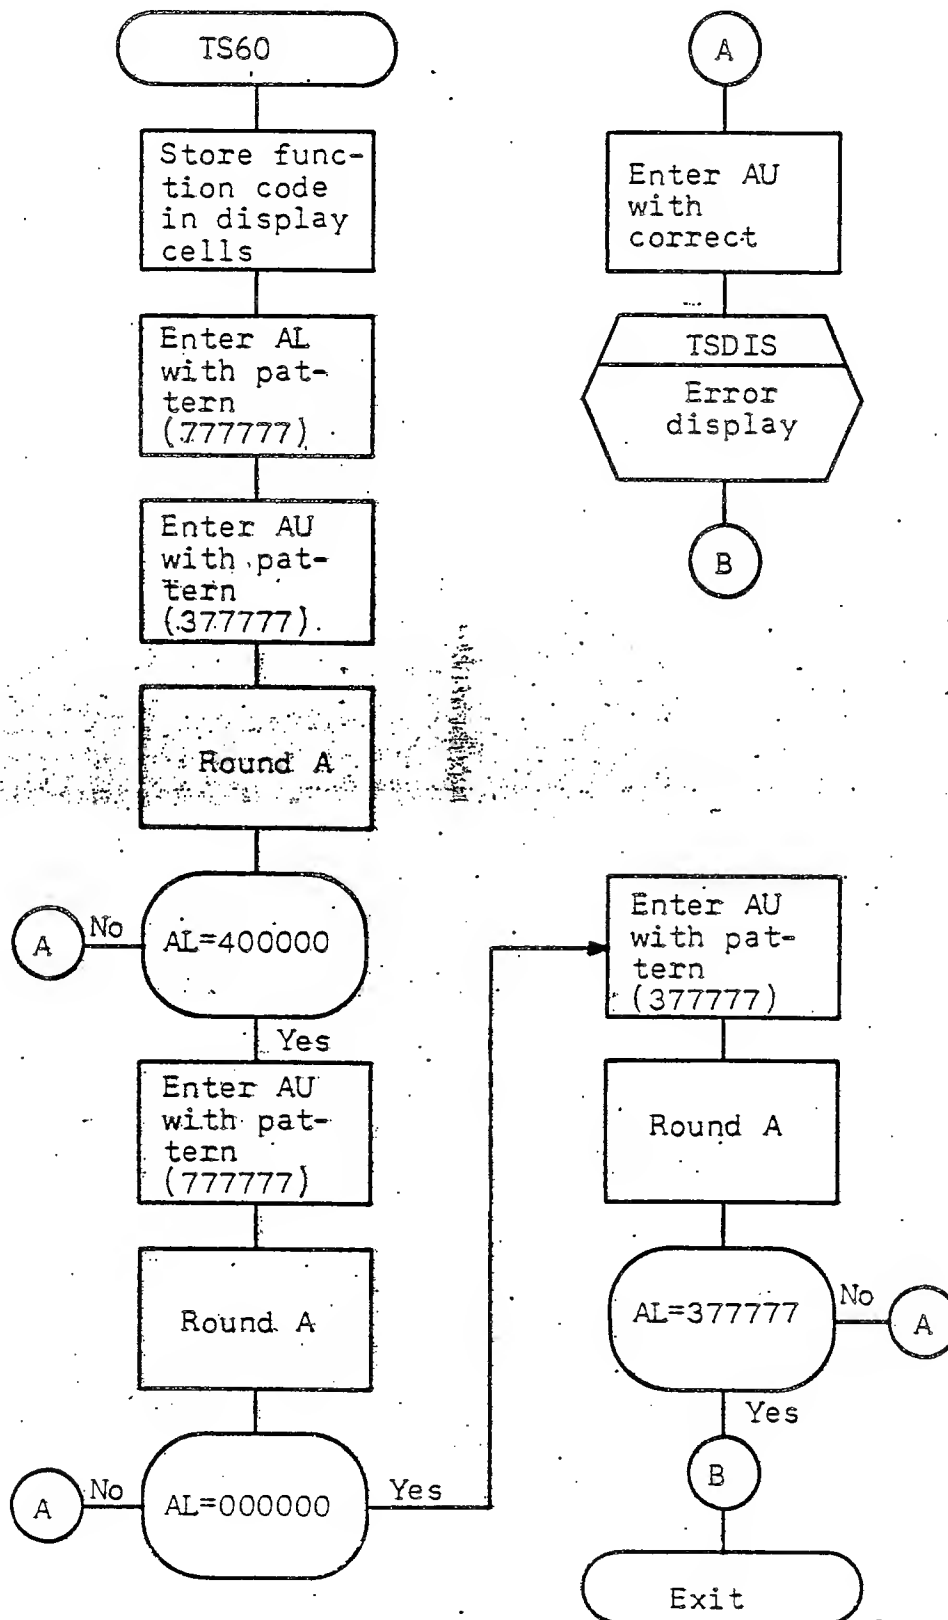 TS60
Store func-
tion code
in display
cells
Enter AL
with pat-
tern
(777777)
Enter AU
with pat-
tern
(377777)
Round A
AL=400000
No
A
Yes
Enter AU
with pat-
tern
(777777)
Round A
AL=000000
No
A
Yes
Enter AU
with pat-
tern
(377777)
Round A
AL=377777
No
A
Yes
B
Exit
A
Enter AU
with
correct
TSDIS
Error
display
B